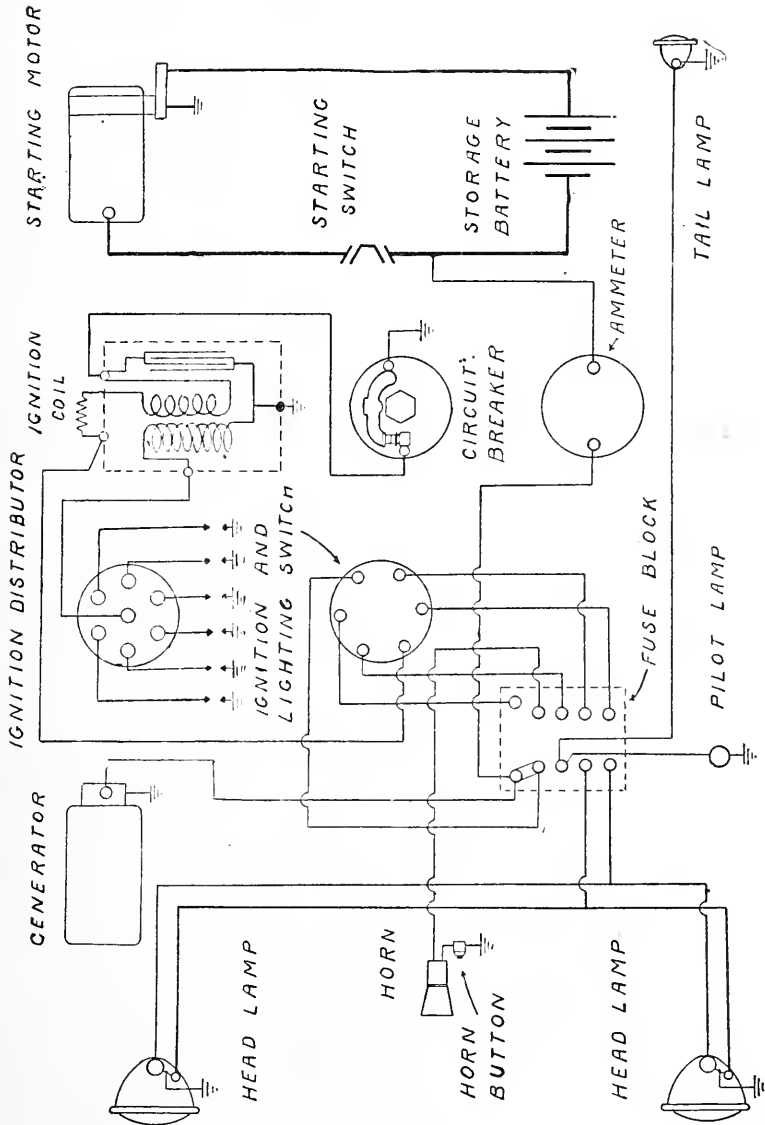 STARTING MOTOR
IGNITION
COIL
IGNITION DISTRIBUTOR
GENERATOR
HEAD LAMP
STARTING
SWITCH
IGNITION AND
LIGHTING SWITCH
STORAGE
BATTERY
CIRCUIT
BREAKER
HORN
HORN
BUTTON
AMMETER
TAIL LAMP
FUSE BLOCK
PILOT LAMP
HEAD LAMP